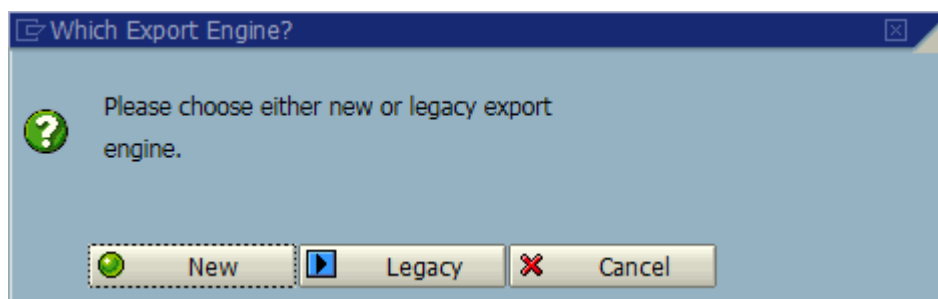 Which Export Engine?
Please choose either new or legacy export
engine.
New Legacy Cancel